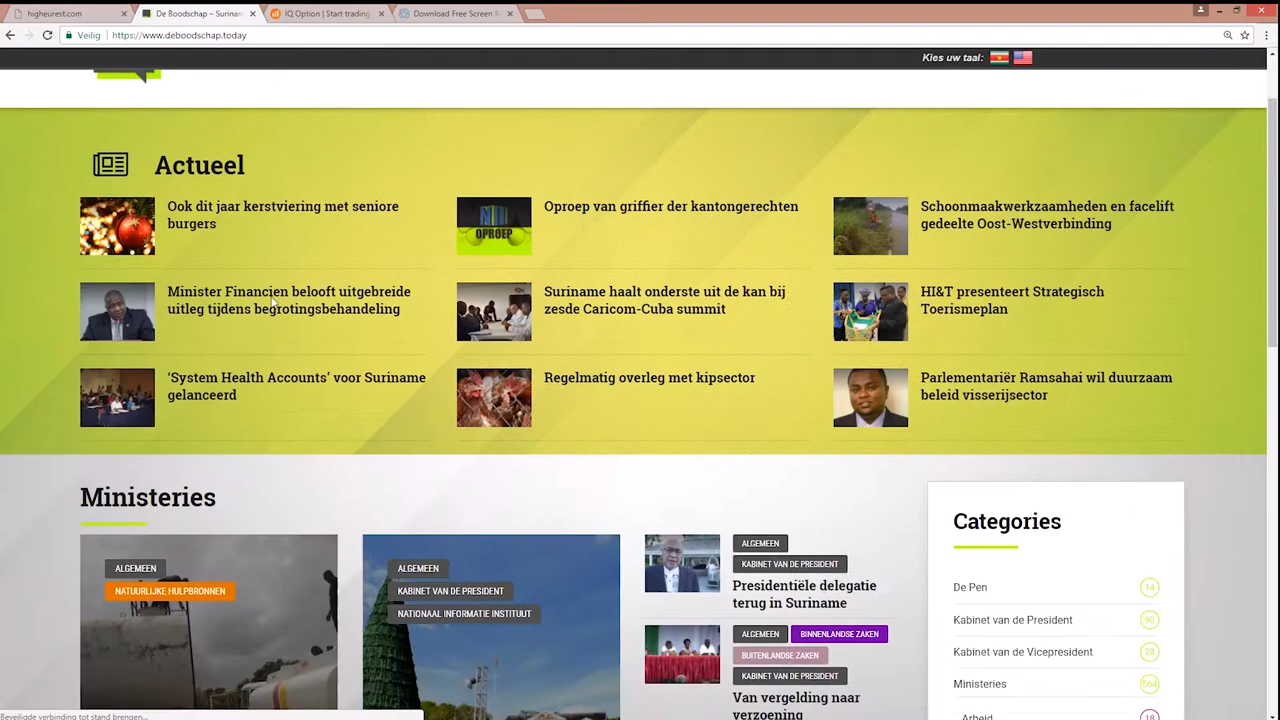 higheurest.com
De Boodschap – Surinam
IQ Option | Start trading
Download Free Screen R
Veilig
https://www.deboodschap.today
Kies uw taal:
Actueel
Ook dit jaar kerstviering met seniore
burgers
Oproep van griffier der kantongerechten
OPROEP
Schoonmaakwerkzaamheden en facelift
gedeelte Oost-Westverbinding
Minister Financien belooft uitgebreide
uitleg tijdens begrotingsbehandeling
Suriname haalt onderste uit de kan bij
zesde Caricom-Cuba summit
HI&T presenteert Strategisch
Toerismeplan
‘System Health Accounts’ voor Suriname
gelanceerd
Regelmatig overleg met kipsector
Parlementariër Ramsahai wil duurzaam
beleid visserijsector
Ministeries
ALGEMEEN
NATUURLIJKE HULPBRONNEN
ALGEMEEN
KABINET VAN DE PRESIDENT
NATIONAAL INFORMATIE INSTITUUT
ALGEMEEN
KABINET VAN DE PRESIDENT
Presidentiële delegatie
terug in Suriname
ALGEMEEN
BINNENLANDSE ZAKEN
BUITENLANDSE ZAKEN
KABINET VAN DE PRESIDENT
Van vergelding naar
verzoening
Categories
De Pen 14
Kabinet van de President 90
Kabinet van de Vicepresident 28
Ministeries 564
Arbeid 18
Beveiligde verbinding tot stand brengen...